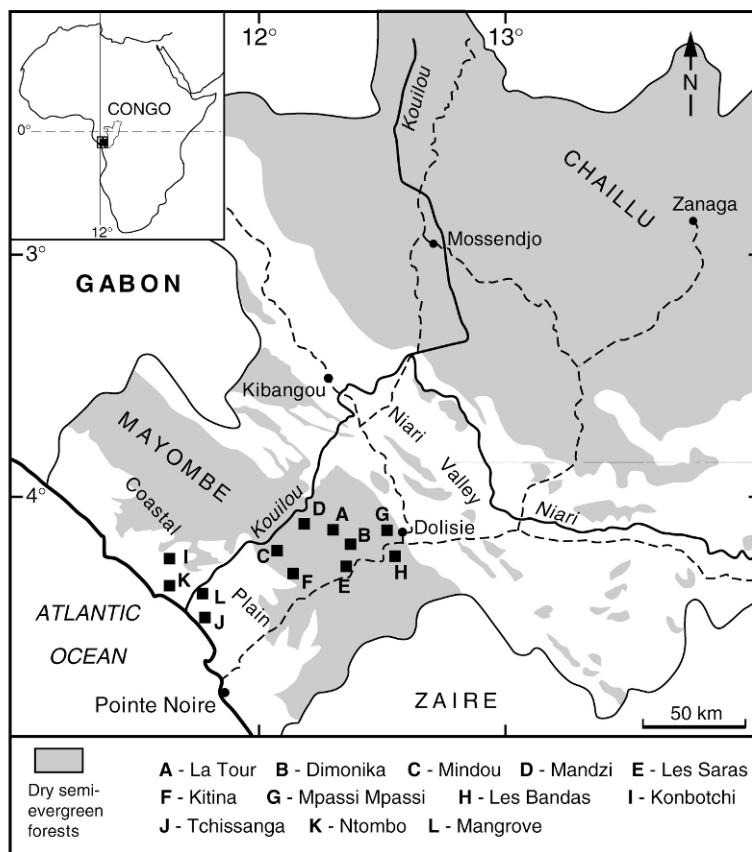 12°
13°
CONGO
0°
12°
N
Kouilou
CHAILLU
Zanaga
Mossendjo
3°
GABON
Kibangou
MAYOMBE
Niari
Valley
Coastal
Kouilou
4°
Niari
D
A
G
Dolisie
B
C
I
H
F
E
K
L
Plain
J
ATLANTIC
OCEAN
Pointe Noire
ZAIRE
50 km
Dry semi-
evergreen
forests
A - La Tour B - Dimonika C - Mindou D - Mandzi E - Les Saras
F - Kitina G - Mpassi Mpassi H - Les Bandas I - Konbotchi
J - Tchissanga K - Ntombo L - Mangrove